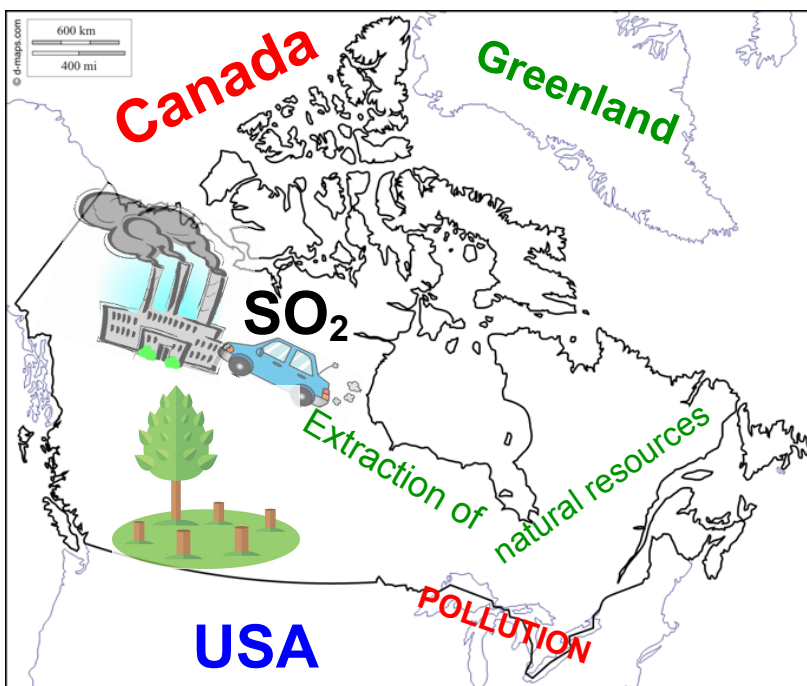 600 km
400 mi
© d-maps.com
Canada
Greenland
SO₂
Extraction of
natural resources
POLLUTION
USA